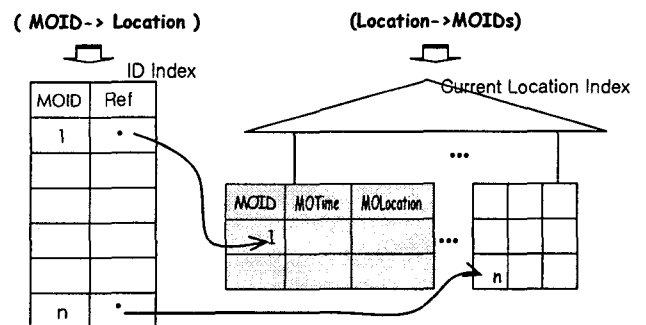 ( MOID-> Location )
(Location->MOIDs)
ID Index
Current Location Index
MOID Ref
1
...
MOID MOTime MOLocation
1
...
n
n